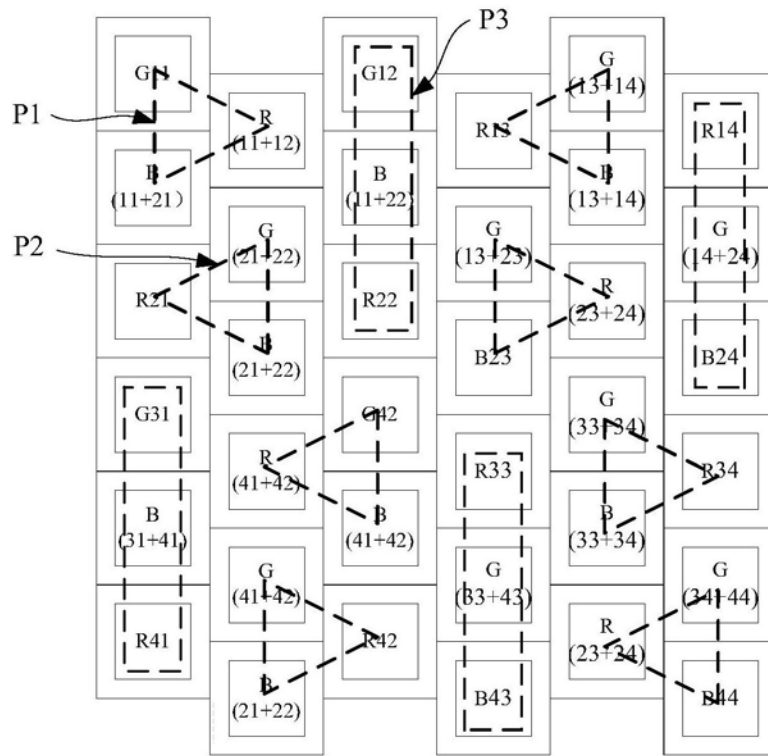 P1
P2
P3
G11
B
(11+21)
R21
G31
B
(31+41)
R41
R
(11+12)
G
(21+22)
B
(21+22)
R
(41+42)
G
(41+42)
B
(21+22)
G12
B
(11+22)
R22
G42
B
(41+42)
R42
R13
G
(13+23)
B23
R33
G
(33+43)
B43
G
(13+14)
B
(13+14)
R
(23+24)
G
(33+34)
B
(33+34)
R
(23+24)
R14
G
(14+24)
B24
R34
G
(34+44)
B44